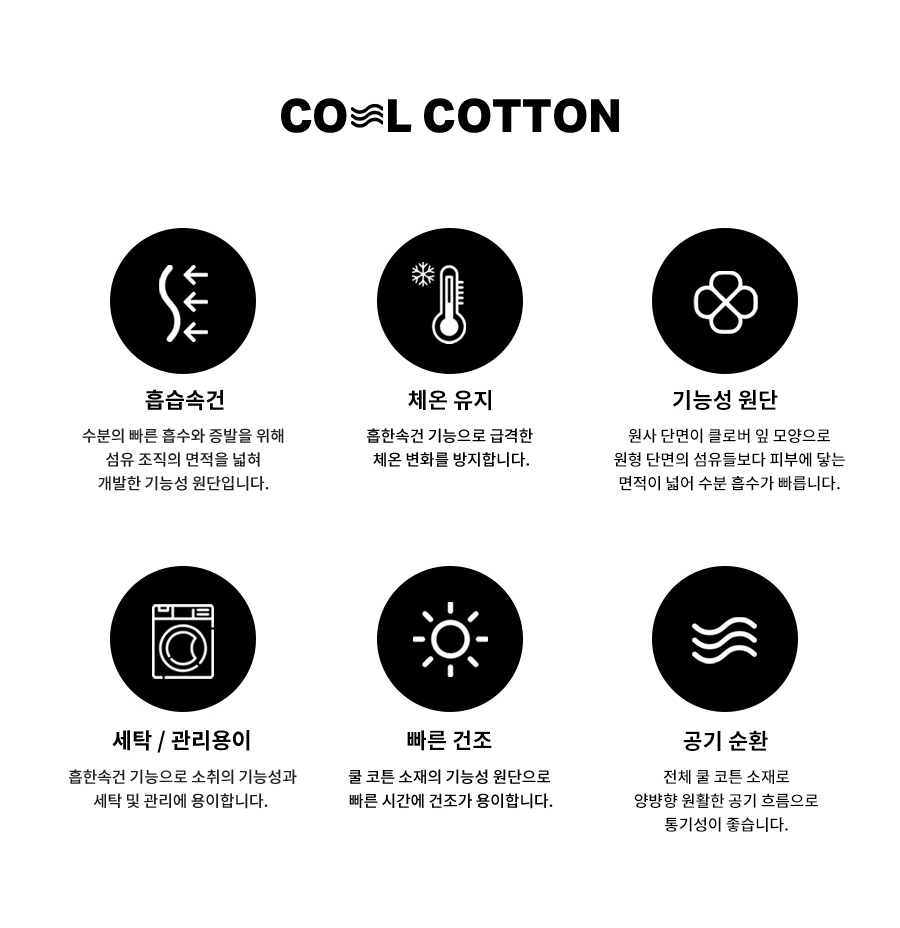 COOL COTTON
흡습속건
수분의 빠른 흡수와 증발을 위해
섬유 조직의 면적을 넓혀
개발한 기능성 원단입니다.
체온 유지
흡한속건 기능으로 급격한
체온 변화를 방지합니다.
기능성 원단
원사 단면이 클로버 잎 모양으로
원형 단면의 섬유들보다 피부에 닿는
면적이 넓어 수분 흡수가 빠릅니다.
세탁 / 관리용이
흡한속건 기능으로 소취의 기능성과
세탁 및 관리에 용이합니다.
빠른 건조
쿨 코튼 소재의 기능성 원단으로
빠른 시간에 건조가 용이합니다.
공기 순환
전체 쿨 코튼 소재로
양방향 원활한 공기 흐름으로
통기성이 좋습니다.